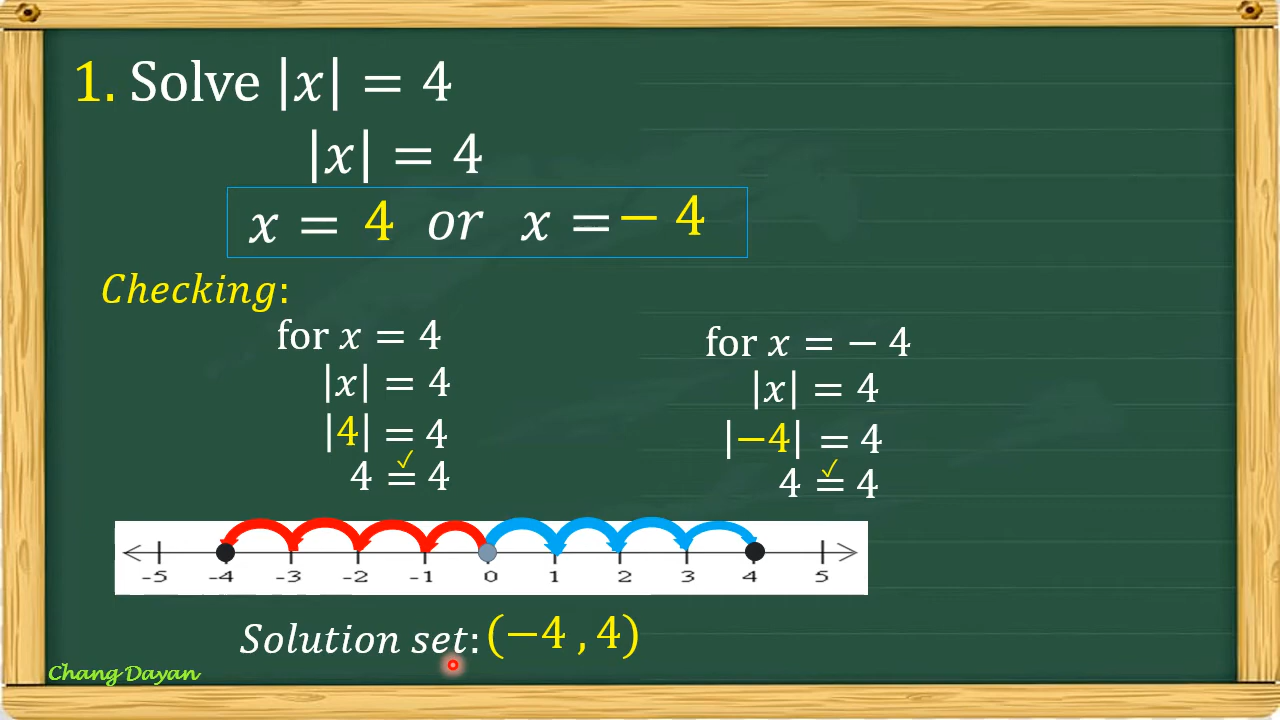 1. Solve |x| = 4
|x| = 4
x = 4 or x = − 4
Checking:
for x = 4
|x| = 4
|4| = 4
✓
4 = 4
for x = − 4
|x| = 4
|−4| = 4
✓
4 = 4
-5 -4 -3 -2 -1 0 1 2 3 4 5
Solution set: (−4 , 4)
Chang Dayan